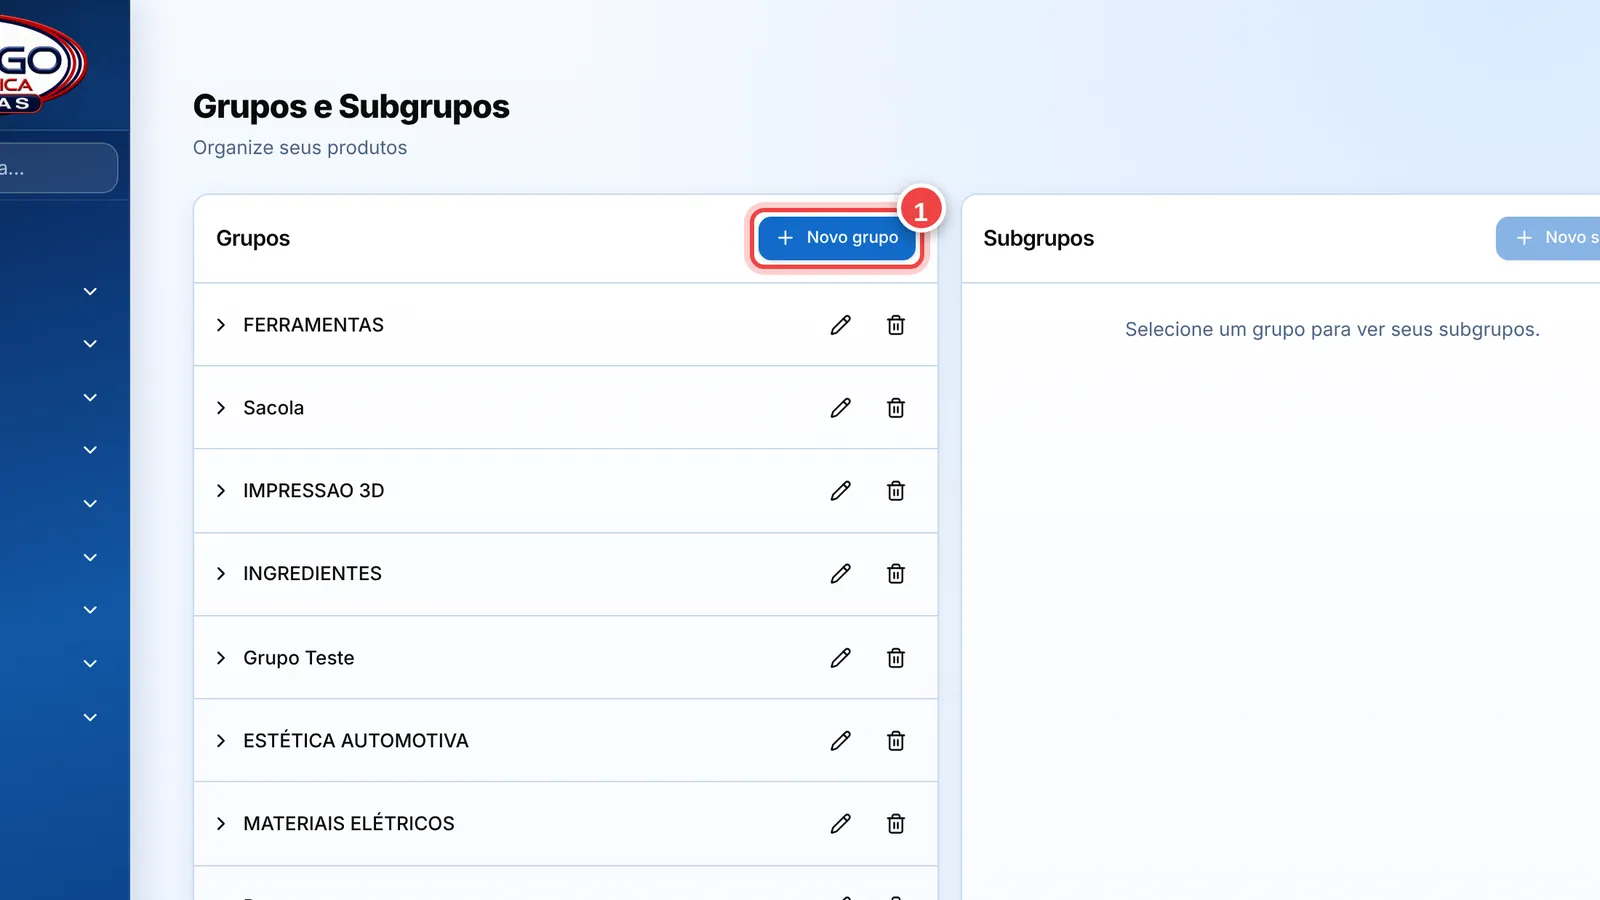 GO
ICA
AS
a...
Grupos e Subgrupos
Organize seus produtos
Grupos
Novo grupo
1
Subgrupos
Novo s
FERRAMENTAS
Selecione um grupo para ver seus subgrupos.
Sacola
IMPRESSAO 3D
INGREDIENTES
Grupo Teste
ESTÉTICA AUTOMOTIVA
MATERIAIS ELÉTRICOS